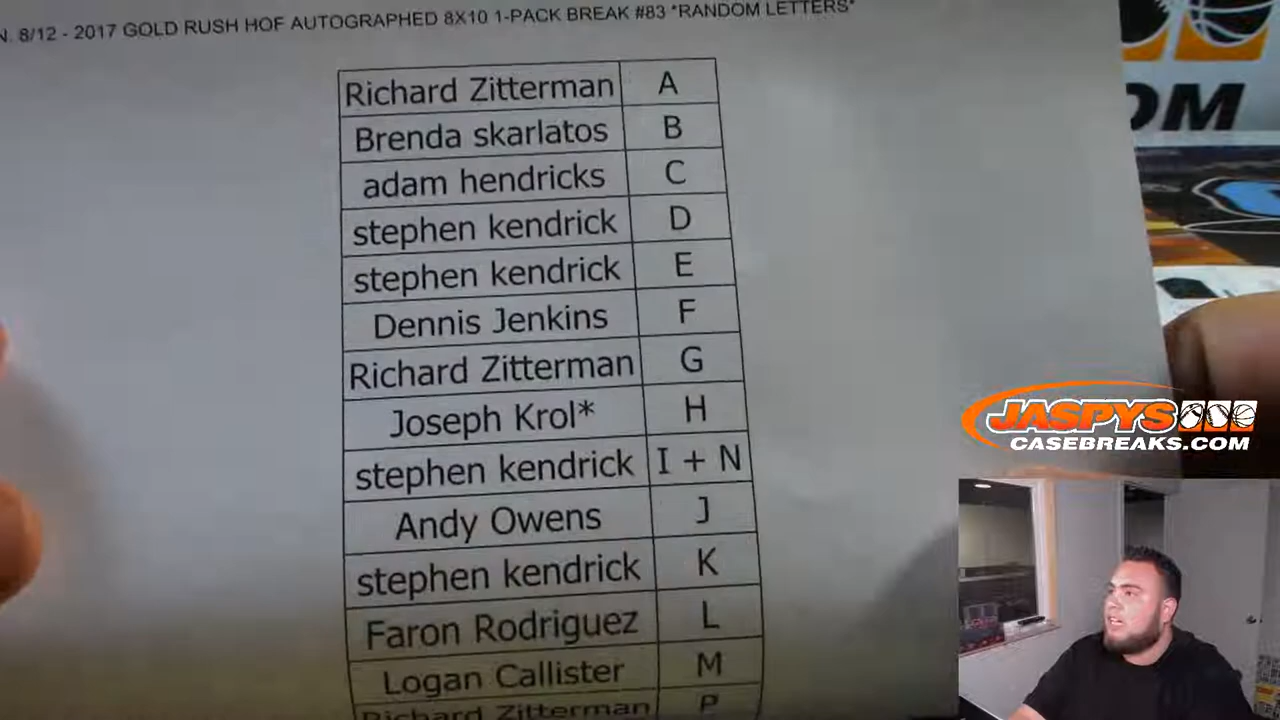 N. 8/12 - 2017 GOLD RUSH HOF AUTOGRAPHED 8X10 1-PACK BREAK #83 *RANDOM LETTERS*
Richard Zitterman A
Brenda skarlatos B
adam hendricks C
stephen kendrick D
stephen kendrick E
Dennis Jenkins F
Richard Zitterman G
Joseph Krol* H
stephen kendrick I + N
Andy Owens J
stephen kendrick K
Faron Rodriguez L
Logan Callister M
Richard Zitterman P
OM
JASPYS
CASEBREAKS.COM